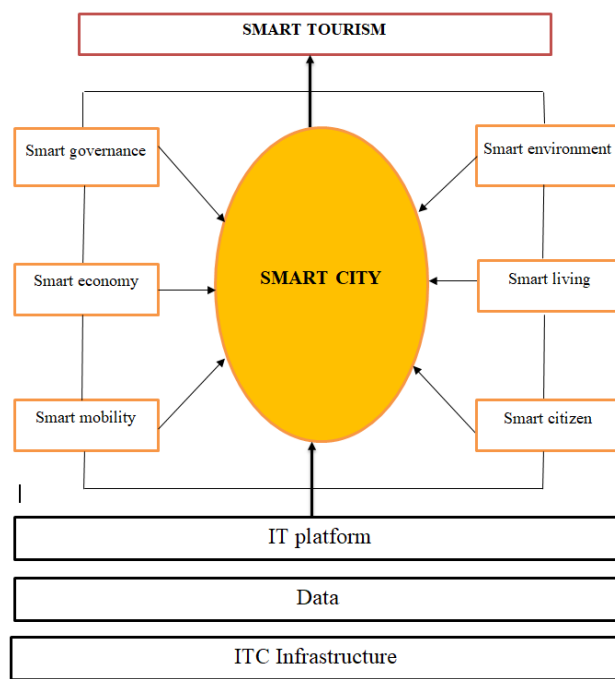 SMART TOURISM
Smart governance
Smart environment
Smart economy
SMART CITY
Smart living
Smart mobility
Smart citizen
IT platform
Data
ITC Infrastructure